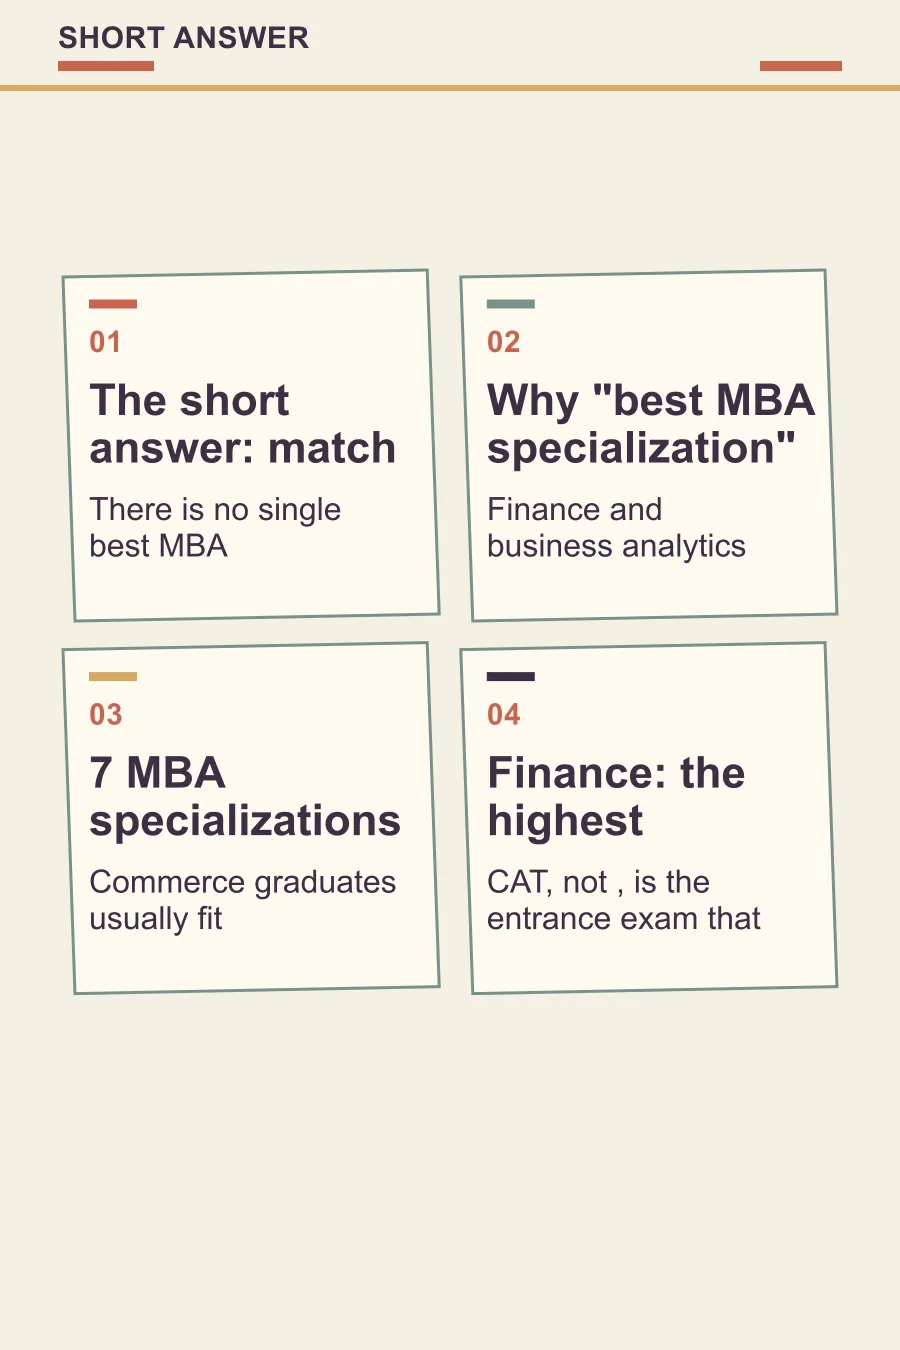 SHORT ANSWER
01
The short
answer: match
There is no single
best MBA
02
Why "best MBA
specialization"
Finance and
business analytics
03
7 MBA
specializations
Commerce graduates
usually fit
04
Finance: the
highest
CAT, not , is the
entrance exam that